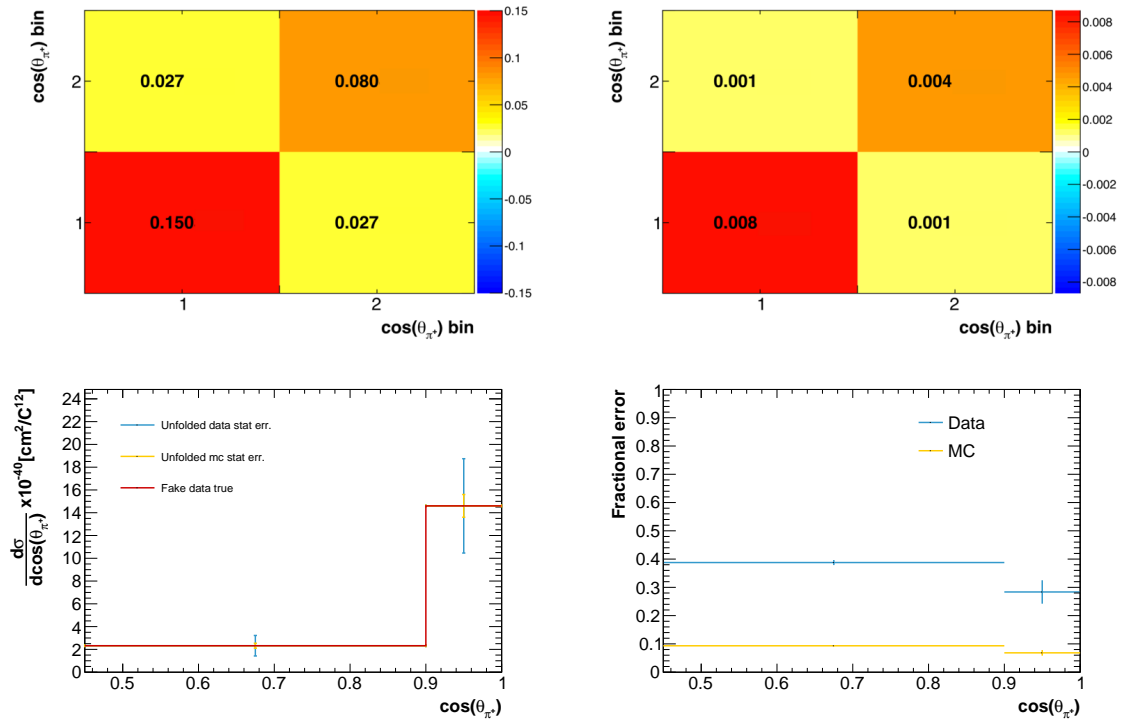 cos(θπ+) bin
2
1
0.027 0.080
0.150 0.027
1 2
cos(θπ+) bin
0.15
0.1
0.05
0
-0.05
-0.1
-0.15
cos(θπ+) bin
2
1
0.001 0.004
0.008 0.001
1 2
cos(θπ+) bin
0.008
0.006
0.004
0.002
0
-0.002
-0.004
-0.006
-0.008
dσ
dcos(θπ+)
x10-40[cm2/C12]
24
22
20
18
16
14
12
10
8
6
4
2
0
Unfolded data stat err.
Unfolded mc stat err.
Fake data true
0.5 0.6 0.7 0.8 0.9 1
cos(θπ+)
Fractional error
1
0.9
0.8
0.7
0.6
0.5
0.4
0.3
0.2
0.1
0
Data
MC
0.5 0.6 0.7 0.8 0.9 1
cos(θπ+)